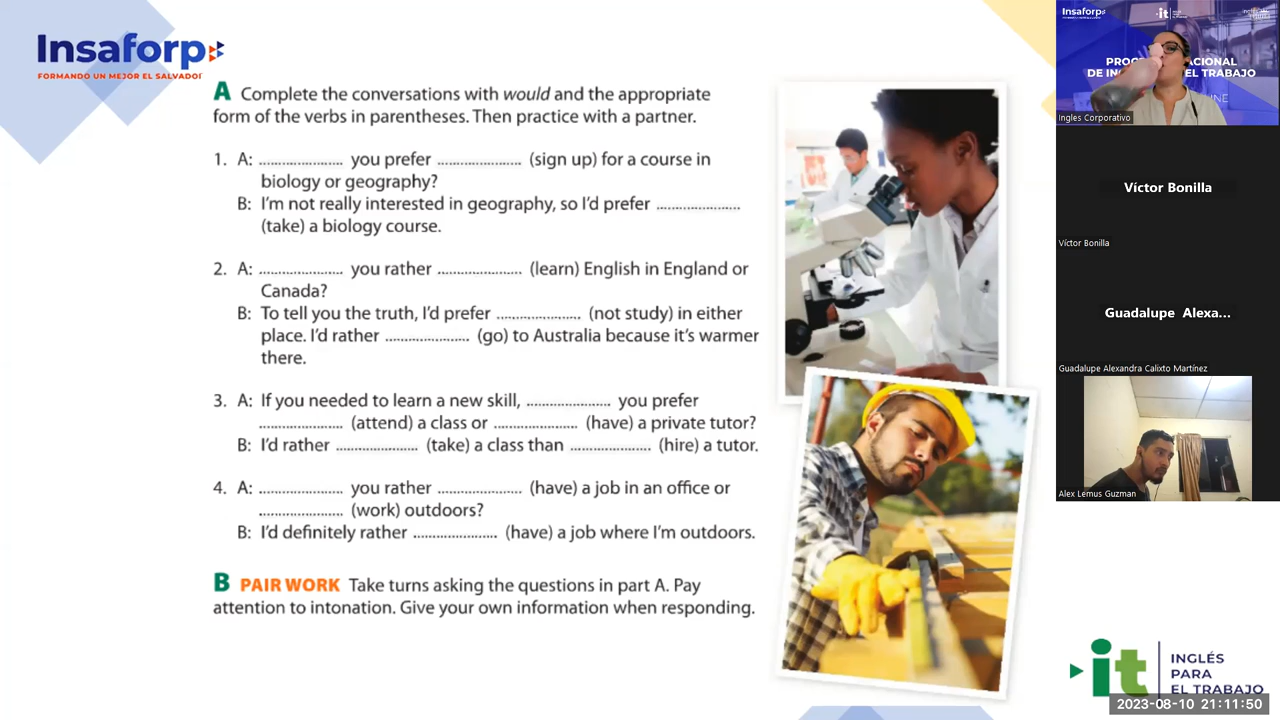 Insaforp
FORMANDO UN MEJOR EL SALVADOR
A Complete the conversations with would and the appropriate
form of the verbs in parentheses. Then practice with a partner.
1. A: ...................... you prefer ...................... (sign up) for a course in
biology or geography?
B: I'm not really interested in geography, so I'd prefer ......................
(take) a biology course.
2. A: ...................... you rather ...................... (learn) English in England or
Canada?
B: To tell you the truth, I'd prefer ...................... (not study) in either
place. I'd rather ...................... (go) to Australia because it's warmer
there.
3. A: If you needed to learn a new skill, ...................... you prefer
...................... (attend) a class or ...................... (have) a private tutor?
B: I'd rather ...................... (take) a class than ...................... (hire) a tutor.
4. A: ...................... you rather ...................... (have) a job in an office or
...................... (work) outdoors?
B: I'd definitely rather ...................... (have) a job where I'm outdoors.
B PAIR WORK Take turns asking the questions in part A. Pay
attention to intonation. Give your own information when responding.
Insaforp
it
Ingles Corporativo
Víctor Bonilla
Víctor Bonilla
Guadalupe Alexa...
Guadalupe Alexandra Calixto Martínez
Alex Lemus Guzman
it
INGLÉS
PARA
EL TRABAJO
2023-08-10 21:11:50